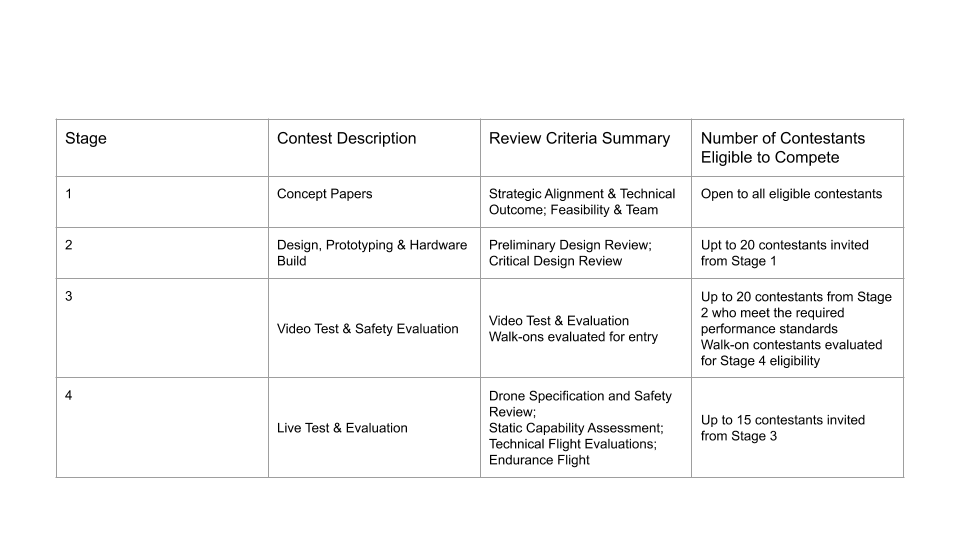 Stage
Contest Description
Review Criteria Summary
Number of Contestants
Eligible to Compete
1
Concept Papers
Strategic Alignment & Technical
Outcome; Feasibility & Team
Open to all eligible contestants
2
Design, Prototyping & Hardware
Build
Preliminary Design Review;
Critical Design Review
Upt to 20 contestants invited
from Stage 1
3
Video Test & Safety Evaluation
Video Test & Evaluation
Walk-ons evaluated for entry
Up to 20 contestants from Stage
2 who meet the required
performance standards
Walk-on contestants evaluated
for Stage 4 eligibility
4
Live Test & Evaluation
Drone Specification and Safety
Review;
Static Capability Assessment;
Technical Flight Evaluations;
Endurance Flight
Up to 15 contestants invited
from Stage 3